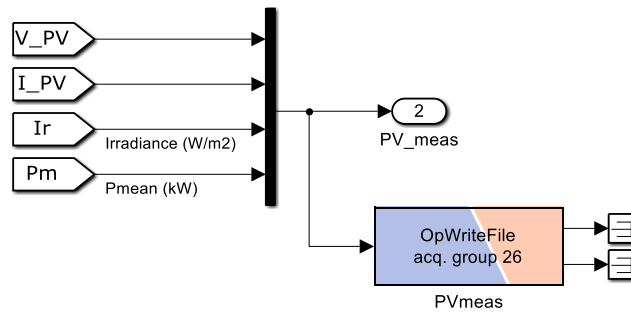 V_PV
I_PV
Ir
Irradiance (W/m2)
Pm
Pmean (kW)
2
PV_meas
OpWriteFile
acq. group 26
PVmeas